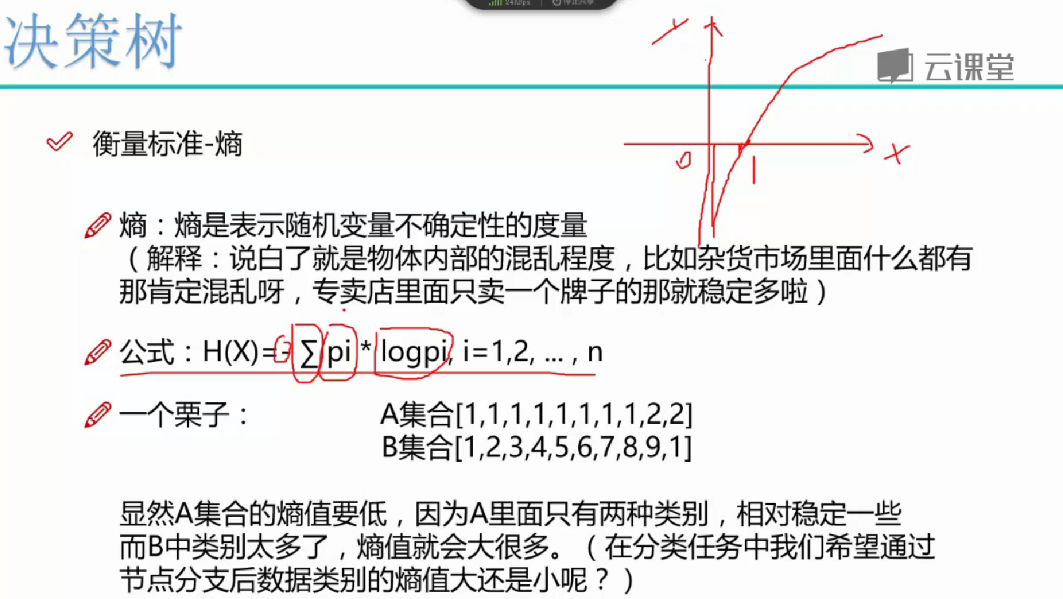 决策树
云课堂
Y
X
0
1
衡量标准-熵
熵：熵是表示随机变量不确定性的度量
（解释：说白了就是物体内部的混乱程度，比如杂货市场里面什么都有
那肯定混乱呀，专卖店里面只卖一个牌子的那就稳定多啦）
公式：H(X)=- ∑ pi * logpi, i=1,2, ... , n
一个栗子：
A集合[1,1,1,1,1,1,1,1,2,2]
B集合[1,2,3,4,5,6,7,8,9,1]
显然A集合的熵值要低，因为A里面只有两种类别，相对稳定一些
而B中类别太多了，熵值就会大很多。（在分类任务中我们希望通过
节点分支后数据类别的熵值大还是小呢？）